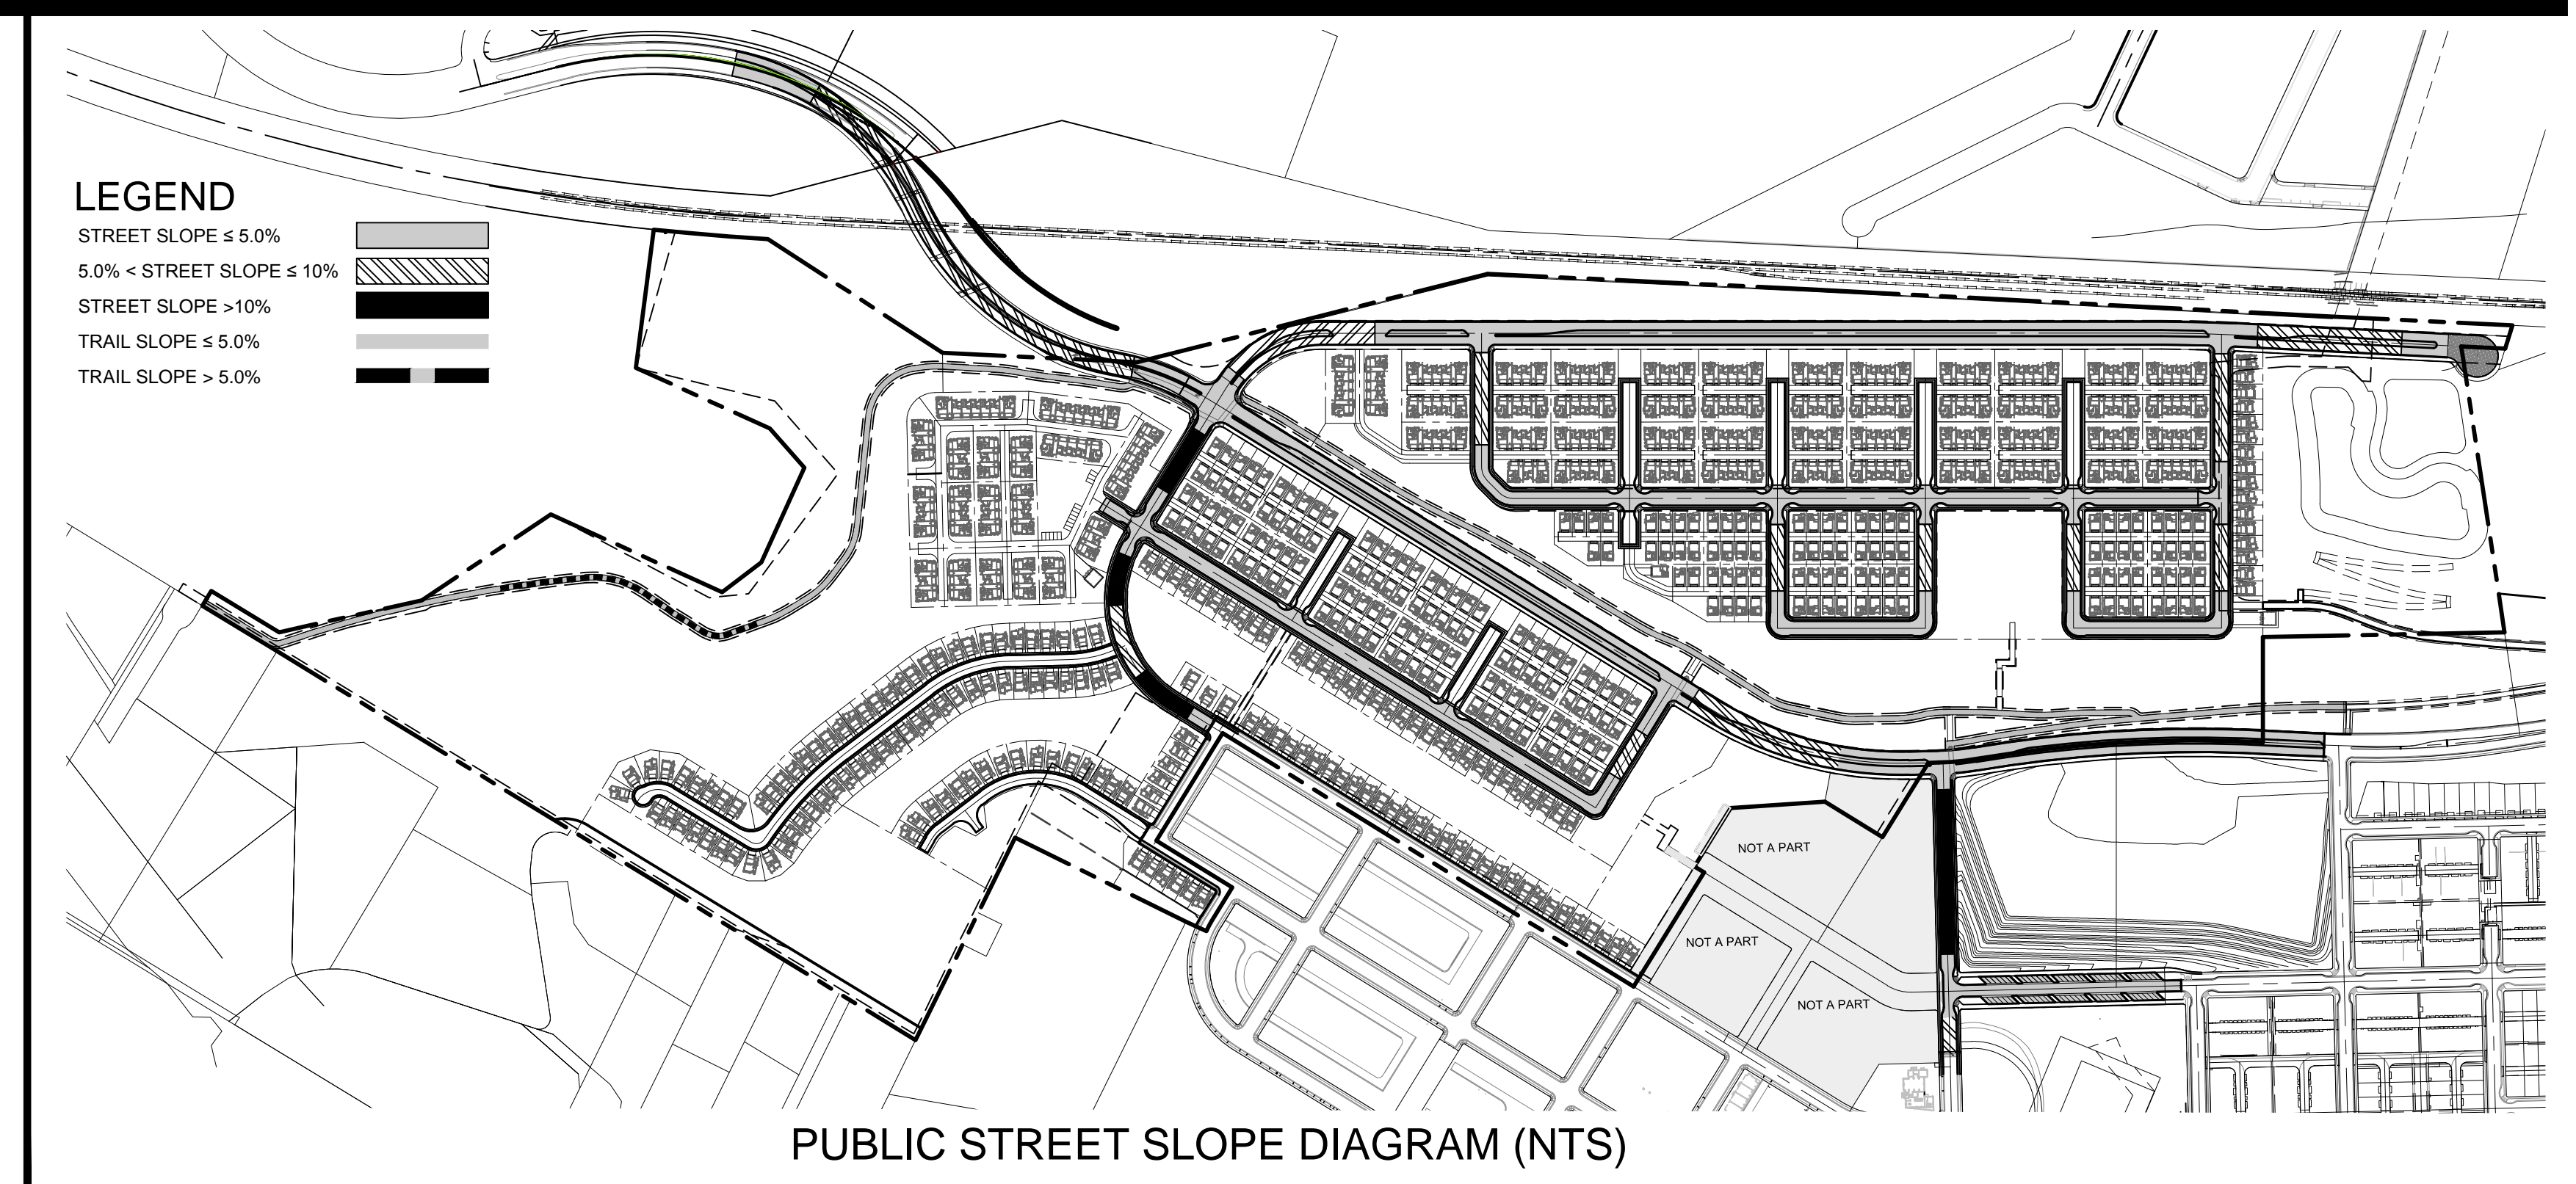 LEGEND
STREET SLOPE ≤ 5.0%
5.0% < STREET SLOPE ≤ 10%
STREET SLOPE >10%
TRAIL SLOPE ≤ 5.0%
TRAIL SLOPE > 5.0%
NOT A PART
NOT A PART
NOT A PART
PUBLIC STREET SLOPE DIAGRAM (NTS)